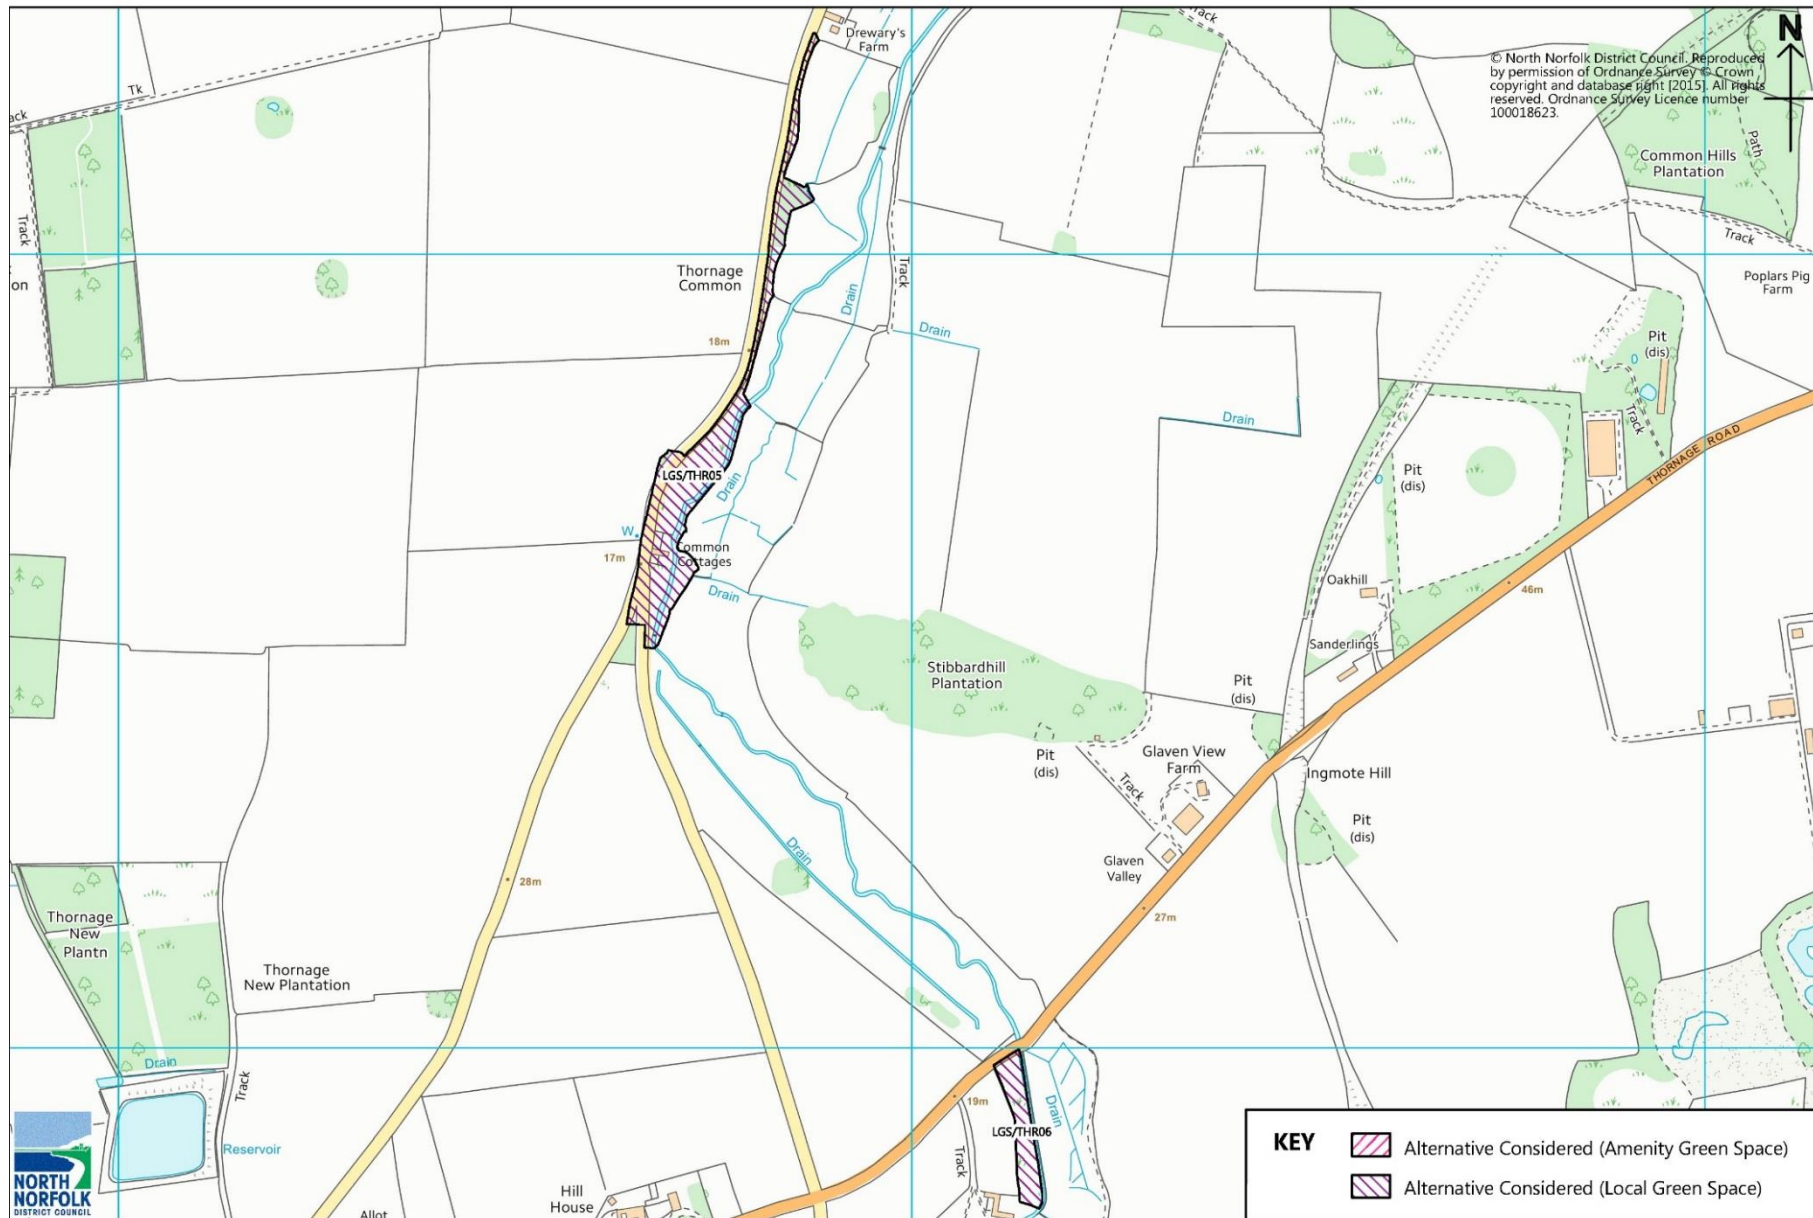 Drewary's
Farm
N
© North Norfolk District Council. Reproduced
by permission of Ordnance Survey © Crown
copyright and database right [2015]. All rights
reserved. Ordnance Survey Licence number
100018623.
Track
Tk
ack
Path
Common Hills
Plantation
Track
Track
on
Thornage
Common
Track
Poplars Pig
Farm
Drain
Drain
18m
Pit
(dis)
Track
Drain
THORNAGE ROAD
LGS/THR05
Drain
Pit
(dis)
W
17m
Common
Cottages
Drain
Oakhill
46m
Sanderlings
Stibbardhill
Plantation
Pit
(dis)
Pit
(dis)
Glaven View
Farm
Track
Ingmote Hill
Pit
(dis)
Drain
Glaven
Valley
28m
27m
Thornage
New
Plantn
Thornage
New Plantation
Drain
Track
19m
Drain
LGS/THR06
Track
Reservoir
Hill
House
Allot
NORTH
NORFOLK
DISTRICT COUNCIL
KEY
Alternative Considered (Amenity Green Space)
Alternative Considered (Local Green Space)